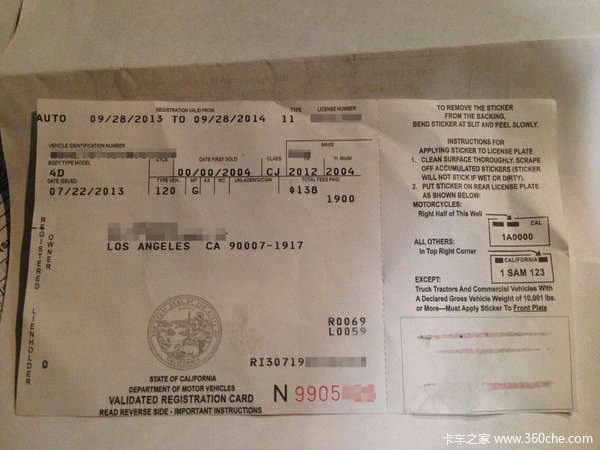 REGISTRATION VALID FROM
TYPE
LICENSE NUMBER
AUTO 09/28/2013 TO 09/28/2014 11
VEHICLE IDENTIFICATION NUMBER
MAKE
BODY TYPE MODEL
CYLS.
DATE FIRST SOLD
CLASS
Yr. Model
4D 00/00/2004 CJ 2012 2004
DATE ISSUED
TYPE VEH. MP AX WC UNLADEN/G/CGW
TOTAL FEES PAID
07/22/2013 120 G $138
1900
REGISTERED OWNER
LOS ANGELES CA 90007-1917
LIENHOLDER
R0069
L0059
0
RI30719
STATE OF CALIFORNIA
DEPARTMENT OF MOTOR VEHICLES
VALIDATED REGISTRATION CARD
READ REVERSE SIDE - IMPORTANT INSTRUCTIONS
N 9905
TO REMOVE THE STICKER
FROM THE BACKING,
BEND STICKER AT SLIT AND PEEL SLOWLY.
INSTRUCTIONS FOR
APPLYING STICKER TO LICENSE PLATE
1. CLEAN SURFACE THOROUGHLY. SCRAPE
OFF ACCUMULATED STICKERS (STICKER
WILL NOT STICK IF WET OR DIRTY).
2. PUT STICKER ON REAR LICENSE PLATE
AS SHOWN BELOW:
MOTORCYCLES:
Right Half of This Well
CAL
1A0000
ALL OTHERS:
In Top Right Corner
CALIFORNIA
1 SAM 123
EXCEPT:
Truck Tractors And Commercial Vehicles With
A Declared Gross Vehicle Weight of 10,001 lbs.
or More—Must Apply Sticker To Front Plate
卡车之家 www.360che.com